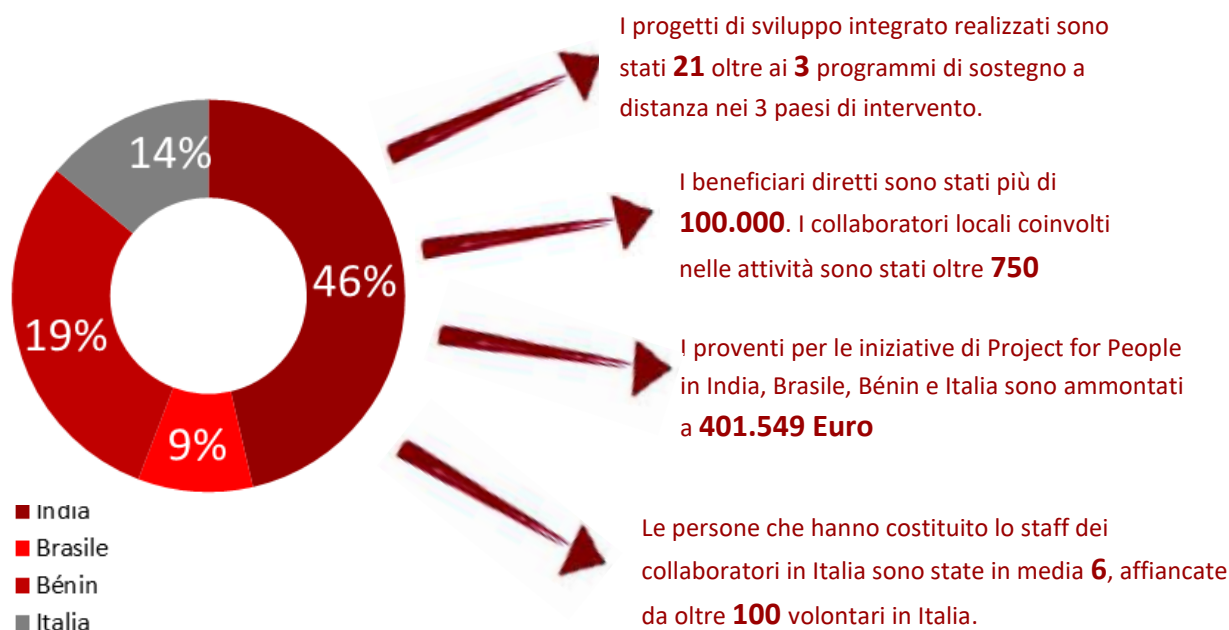 I progetti di sviluppo integrato realizzati sono
stati 21 oltre ai 3 programmi di sostegno a
distanza nei 3 paesi di intervento.
14%
46%
19%
9%
I beneficiari diretti sono stati più di
100.000. I collaboratori locali coinvolti
nelle attività sono stati oltre 750
I proventi per le iniziative di Project for People
in India, Brasile, Bénin e Italia sono ammontati
a 401.549 Euro
India
Brasile
Bénin
Italia
Le persone che hanno costituito lo staff dei
collaboratori in Italia sono state in media 6, affiancate
da oltre 100 volontari in Italia.